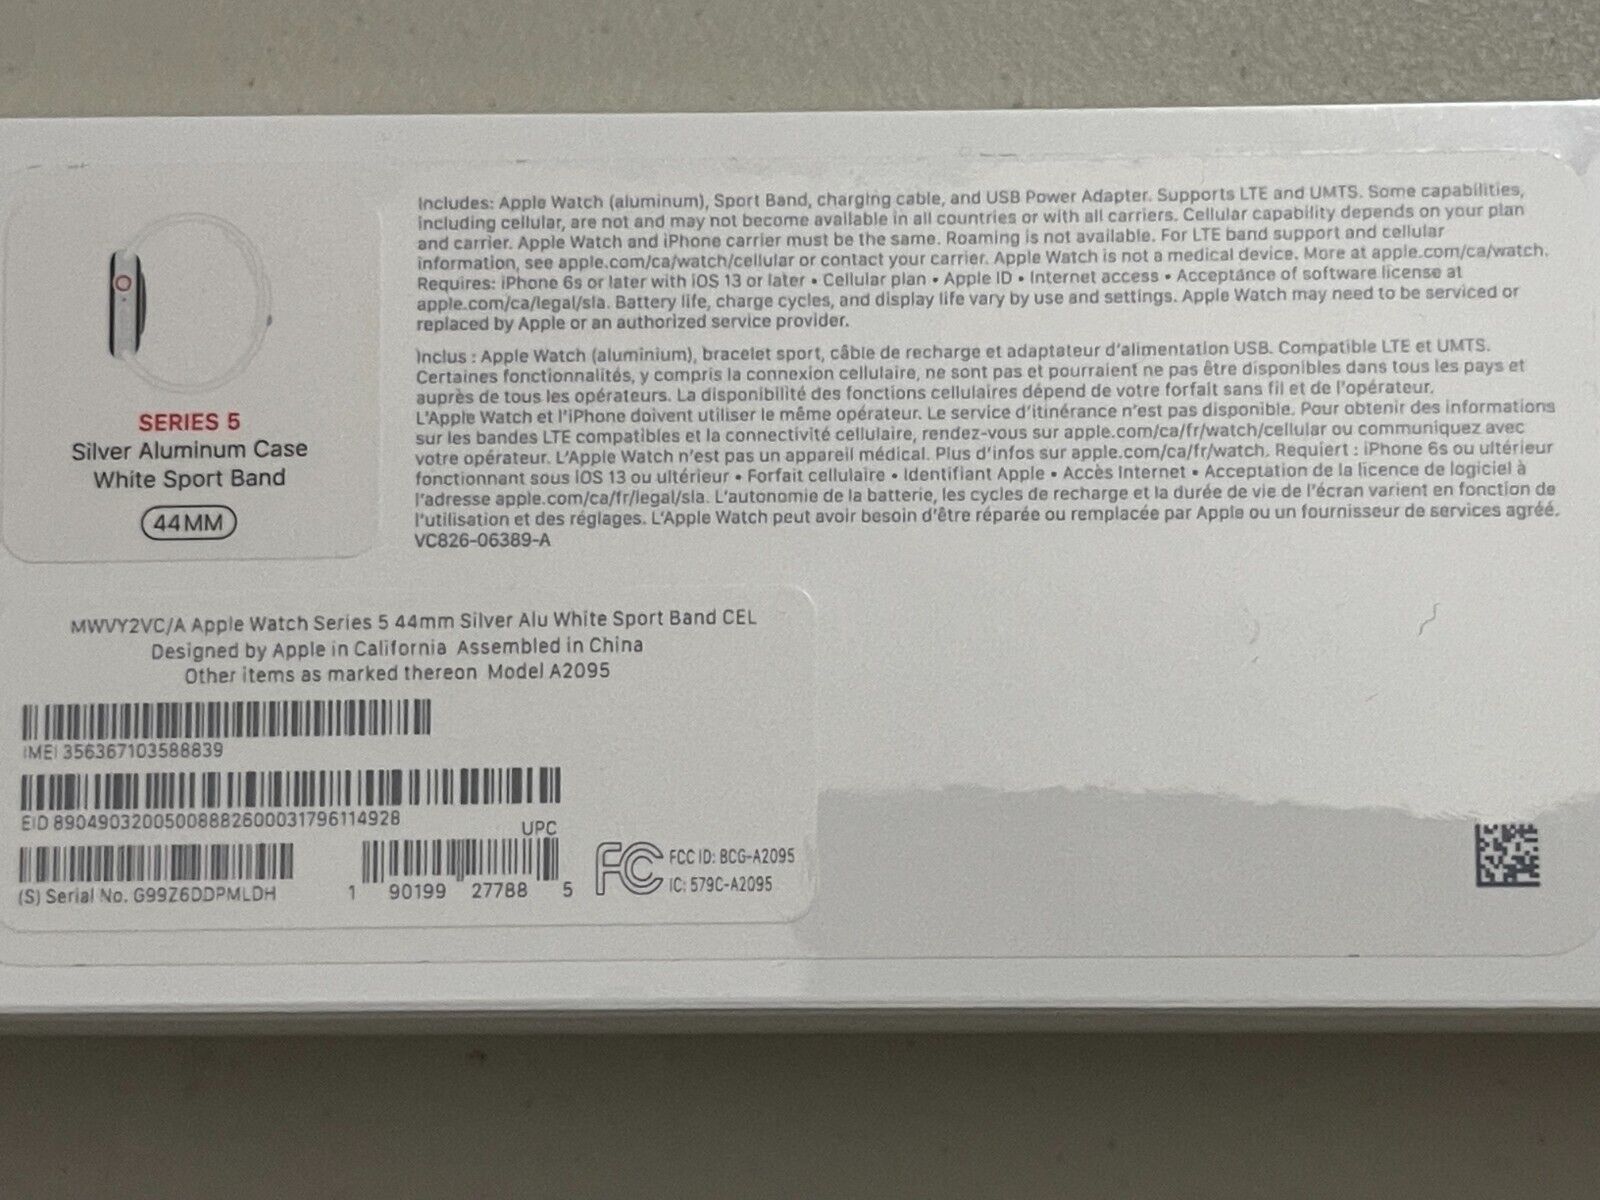 Includes: Apple Watch (aluminum), Sport Band, charging cable, and USB Power Adapter. Supports LTE and UMTS. Some capabilities,
including cellular, are not and may not become available in all countries or with all carriers. Cellular capability depends on your plan
and carrier. Apple Watch and iPhone carrier must be the same. Roaming is not available. For LTE band support and cellular
information, see apple.com/ca/watch/cellular or contact your carrier. Apple Watch is not a medical device. More at apple.com/ca/watch.
Requires: iPhone 6s or later with iOS 13 or later • Cellular plan • Apple ID • Internet access • Acceptance of software license at
apple.com/ca/legal/sla. Battery life, charge cycles, and display life vary by use and settings. Apple Watch may need to be serviced or
replaced by Apple or an authorized service provider.
Inclus : Apple Watch (aluminium), bracelet sport, câble de recharge et adaptateur d'alimentation USB. Compatible LTE et UMTS.
Certaines fonctionnalités, y compris la connexion cellulaire, ne sont pas et pourraient ne pas être disponibles dans tous les pays et
auprès de tous les opérateurs. La disponibilité des fonctions cellulaires dépend de votre forfait sans fil et de l'opérateur.
L'Apple Watch et l'iPhone doivent utiliser le même opérateur. Le service d'itinérance n'est pas disponible. Pour obtenir des informations
sur les bandes LTE compatibles et la connectivité cellulaire, rendez-vous sur apple.com/ca/fr/watch/cellular ou communiquez avec
votre opérateur. L'Apple Watch n'est pas un appareil médical. Plus d'infos sur apple.com/ca/fr/watch. Requiert : iPhone 6s ou ultérieur
fonctionnant sous iOS 13 ou ultérieur • Forfait cellulaire • Identifiant Apple • Accès Internet • Acceptation de la licence de logiciel à
l'adresse apple.com/ca/fr/legal/sla. L'autonomie de la batterie, les cycles de recharge et la durée de vie de l'écran varient en fonction de
l'utilisation et des réglages. L'Apple Watch peut avoir besoin d'être réparée ou remplacée par Apple ou un fournisseur de services agréé.
VC826-06389-A
SERIES 5
Silver Aluminum Case
White Sport Band
44MM
MWVY2VC/A Apple Watch Series 5 44mm Silver Alu White Sport Band CEL
Designed by Apple in California Assembled in China
Other items as marked thereon Model A2095
IMEI 356367103588839
EID 89049032005008882600031796114928
UPC
(S) Serial No. G99Z6DDPMLDH
1 90199 27788 5
FC FCC ID: BCG-A2095
IC: 579C-A2095